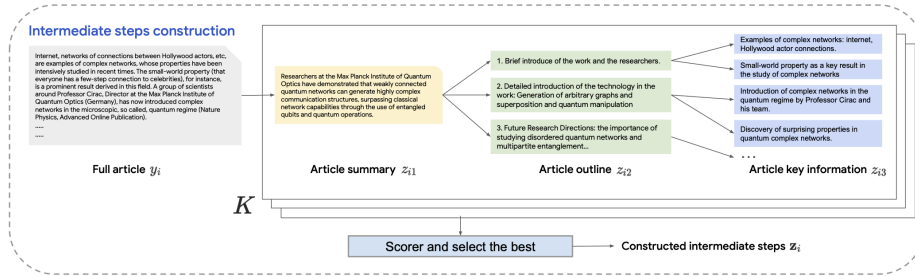 Intermediate steps construction
Internet, networks of connections between Hollywood actors, etc,
are examples of complex networks, whose properties have been
intensively studied in recent times. The small-world property (that
everyone has a few-step connection to celebrities), for instance,
is a prominent result derived in this field. A group of scientists
around Professor Cirac, Director at the Max Planck Institute of
Quantum Optics (Germany), has now introduced complex
networks in the microscopic, so called, quantum regime (Nature
Physics, Advanced Online Publication).
.....
.....
Full article y_i
Researchers at the Max Planck Institute of Quantum
Optics have demonstrated that weakly connected
quantum networks can generate highly complex
communication structures, surpassing classical
network capabilities through the use of entangled
qubits and quantum operations.
Article summary z_{i1}
1. Brief introduce of the work and the researchers.
2. Detailed introduction of the technology in the
work: Generation of arbitrary graphs and
superposition and quantum manipulation
3. Future Research Directions: the importance of
studying disordered quantum networks and
multipartite entanglement...
Article outline z_{i2}
Examples of complex networks: internet,
Hollywood actor connections.
Small-world property as a key result in
the study of complex networks
Introduction of complex networks in the
quantum regime by Professor Cirac and
his team.
Discovery of surprising properties in
quantum complex networks.
...
Article key information z_{i3}
K
Scorer and select the best
Constructed intermediate steps z_i